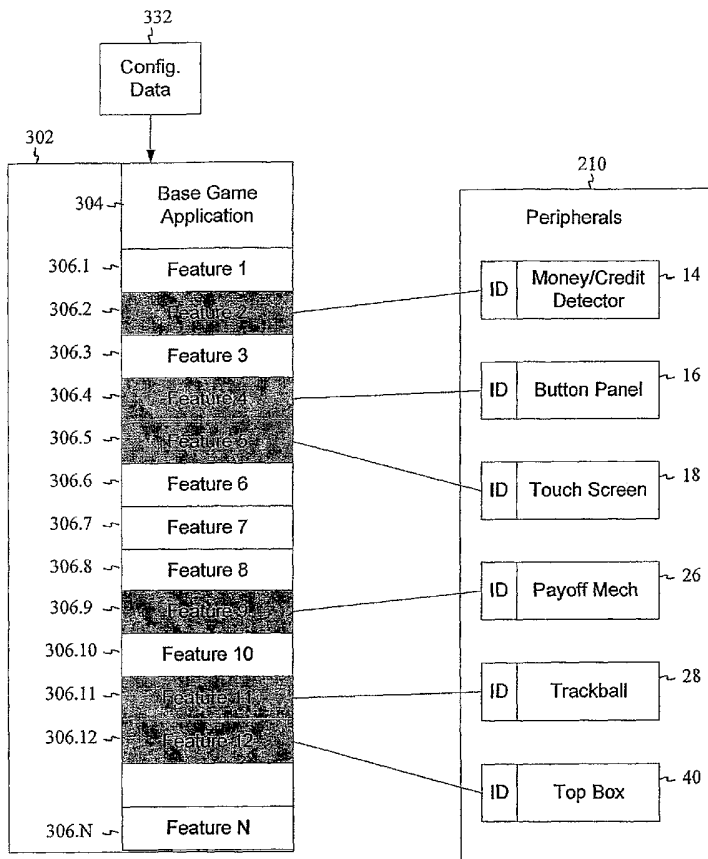 332
Config.
Data
302
304
Base Game
Application
306.1
Feature 1
306.2
Feature 2
306.3
Feature 3
306.4
Feature 4
306.5
Feature 5
306.6
Feature 6
306.7
Feature 7
306.8
Feature 8
306.9
Feature 9
306.10
Feature 10
306.11
Feature 11
306.12
Feature 12
306.N
Feature N
210
Peripherals
ID
Money/Credit
Detector
14
ID
Button Panel
16
ID
Touch Screen
18
ID
Payoff Mech
26
ID
Trackball
28
ID
Top Box
40